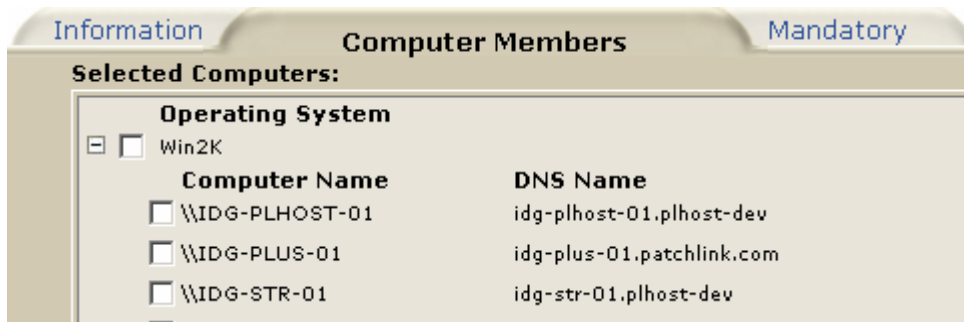 Information Computer Members Mandatory
Selected Computers:
Operating System
Win2K
Computer Name DNS Name
\\IDG-PLHOST-01 idg-plhost-01.plhost-dev
\\IDG-PLUS-01 idg-plus-01.patchlink.com
\\IDG-STR-01 idg-str-01.plhost-dev